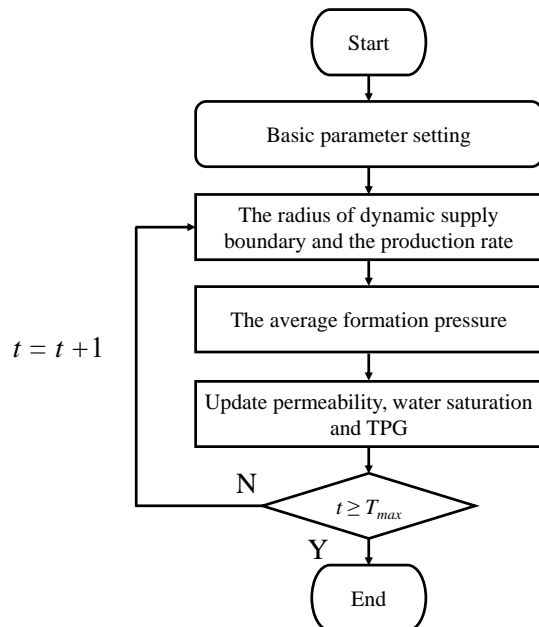 Start
Basic parameter setting
The radius of dynamic supply
boundary and the production rate
The average formation pressure
t = t +1
Update permeability, water saturation
and TPG
N
t ≥ Tmax
Y
End